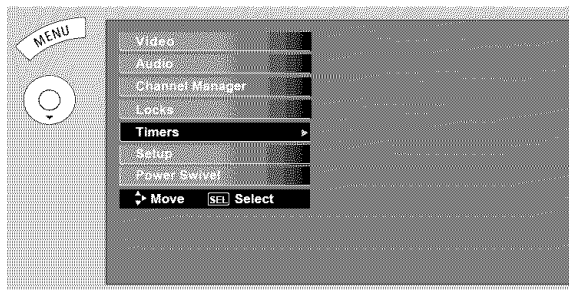 MENU
Video
Audio
Channel Manager
Locks
Timers
Setup
Power Swivel
Move SEL Select